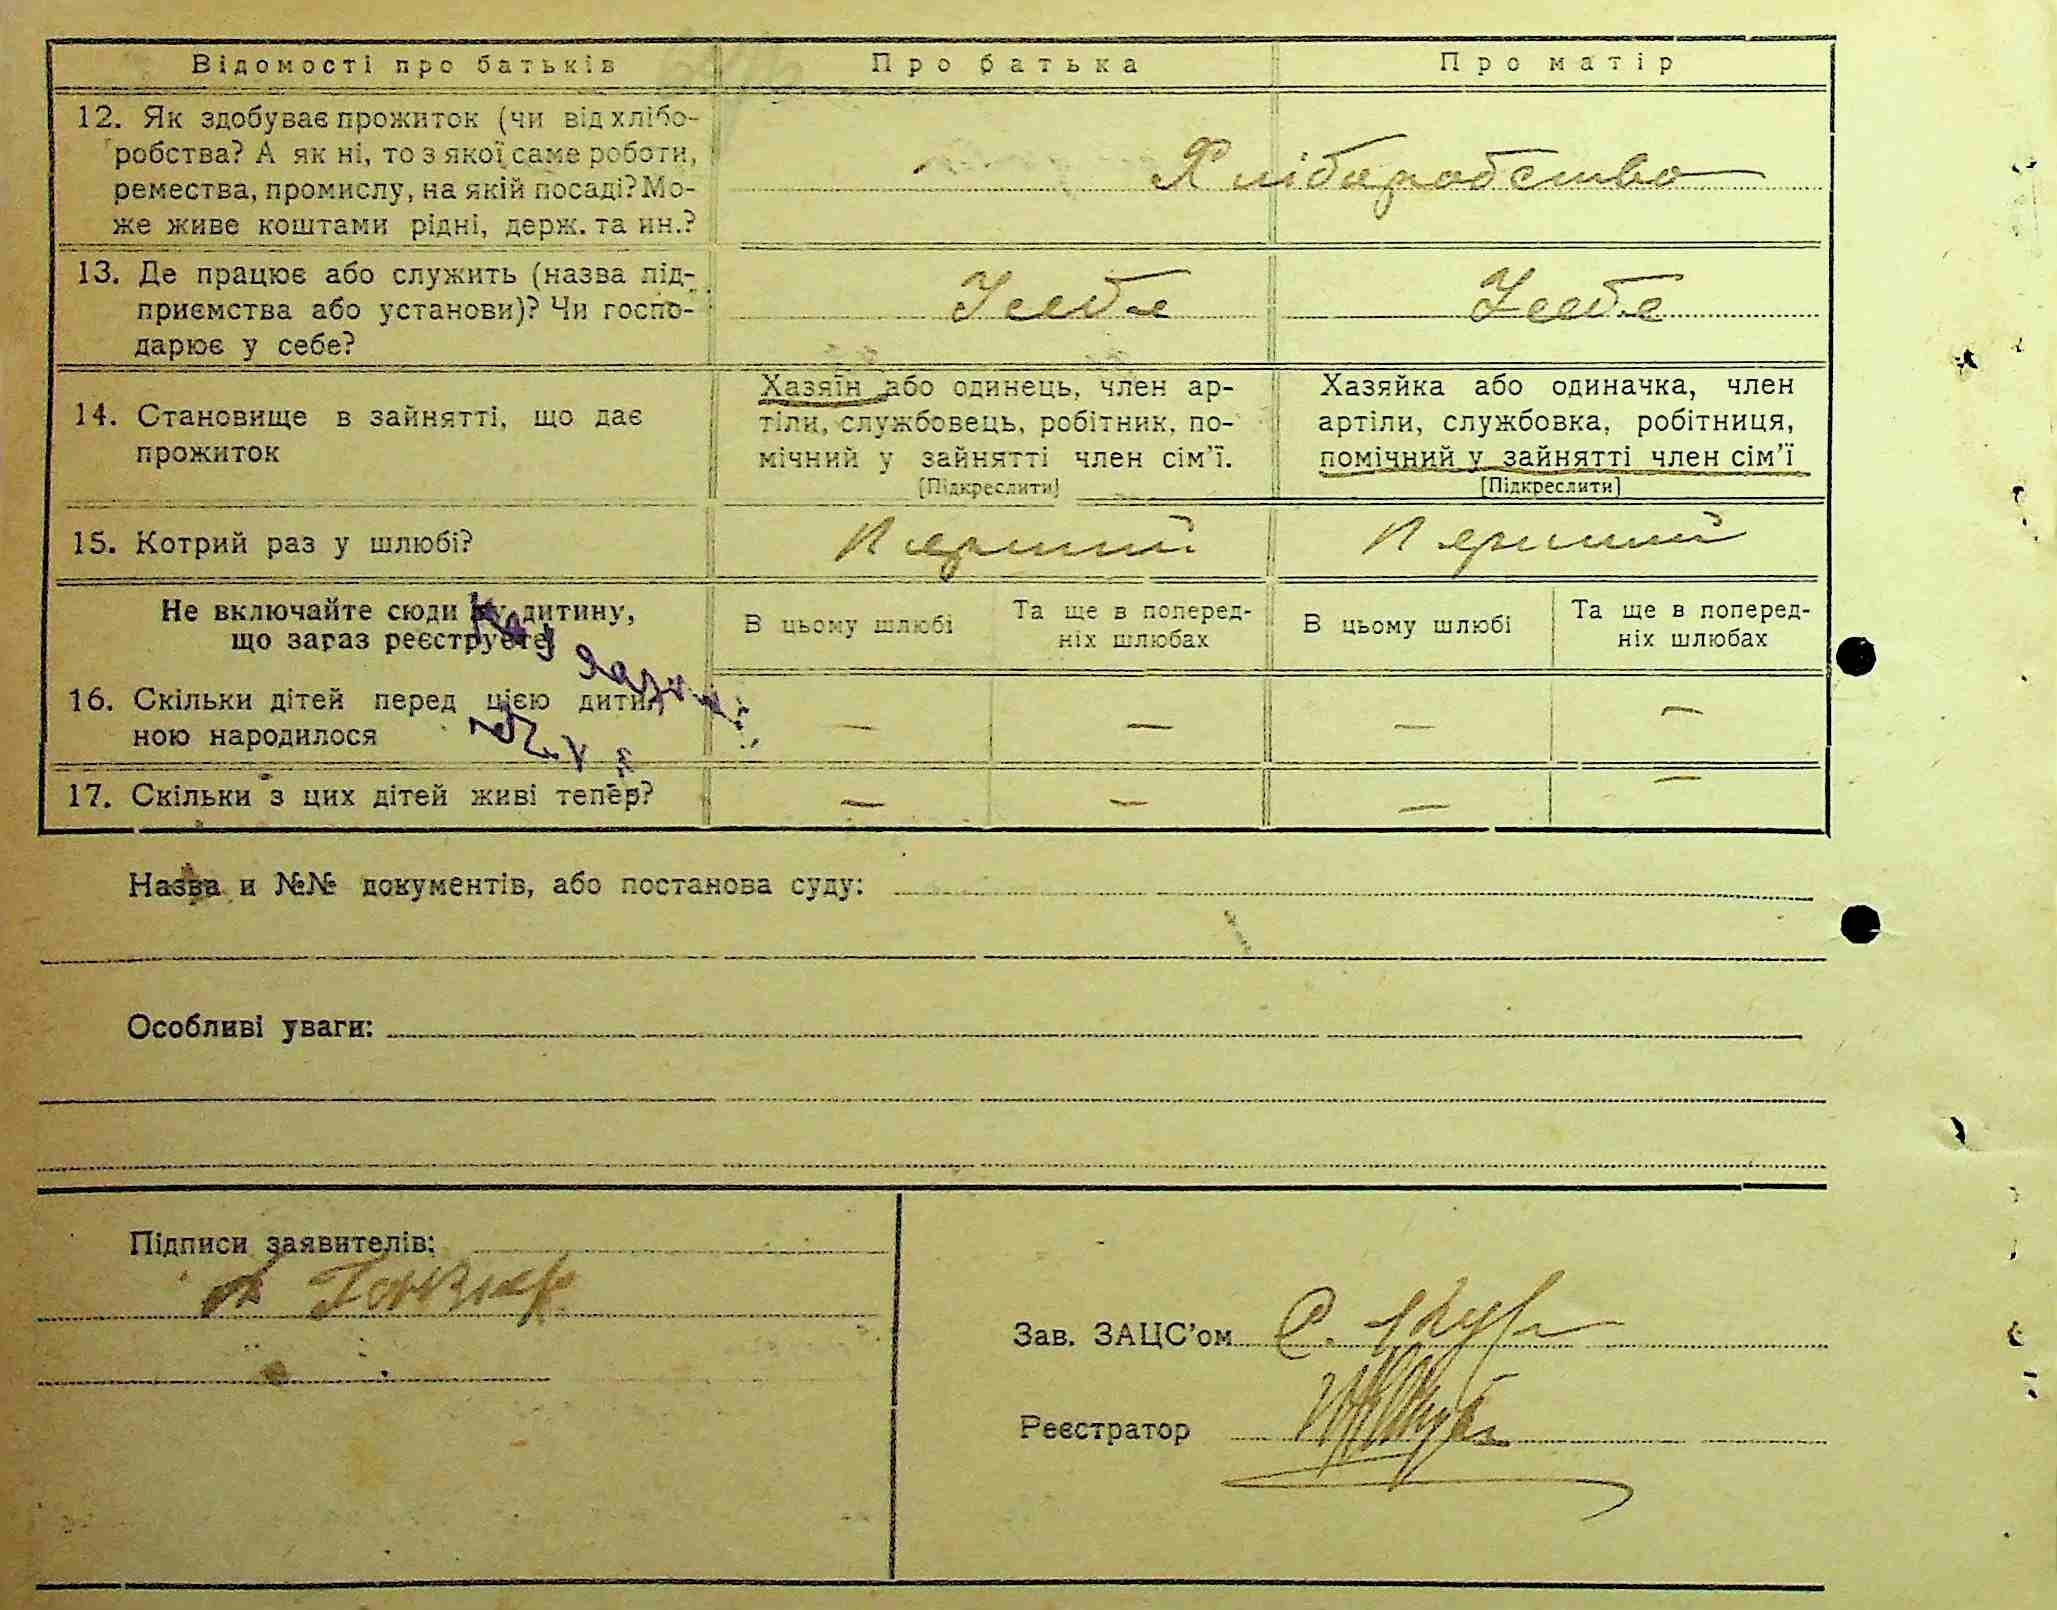 Відомості про батьків
Про батька
Про матір
12. Як здобуває прожиток (чи від хлібо-
робства? А як ні, то з якої саме роботи,
ремества, промислу, на якій посаді? Мо-
же живе коштами рідні, держ. та ин.?
Хліборобство
13. Де працює або служить (назва під-
приємства або установи)? Чи госпо-
дарює у себе?
У себе
У себе
14. Становище в зайнятті, що дає
прожиток
Хазяїн або одинець, член ар-
тіли, службовець, робітник, по-
мічний у зайнятті член сім'ї.
[Підкреслити]
Хазяйка або одиначка, член
артіли, службовка, робітниця,
помічний у зайнятті член сім'ї
[Підкреслити]
15. Котрий раз у шлюбі?
Перший
Перший
Не включайте сюди ту дитину,
що зараз реєструєте
В цьому шлюбі
Та ще в поперед-
ніх шлюбах
В цьому шлюбі
Та ще в поперед-
ніх шлюбах
16. Скільки дітей перед цією дити-
ною народилося
— — — —
17. Скільки з цих дітей живі тепер?
— — — —
Назва и №№ документів, або постанова суду:
Особливі уваги:
Підписи заявителів:
Зав. ЗАЦС'ом
Реєстратор